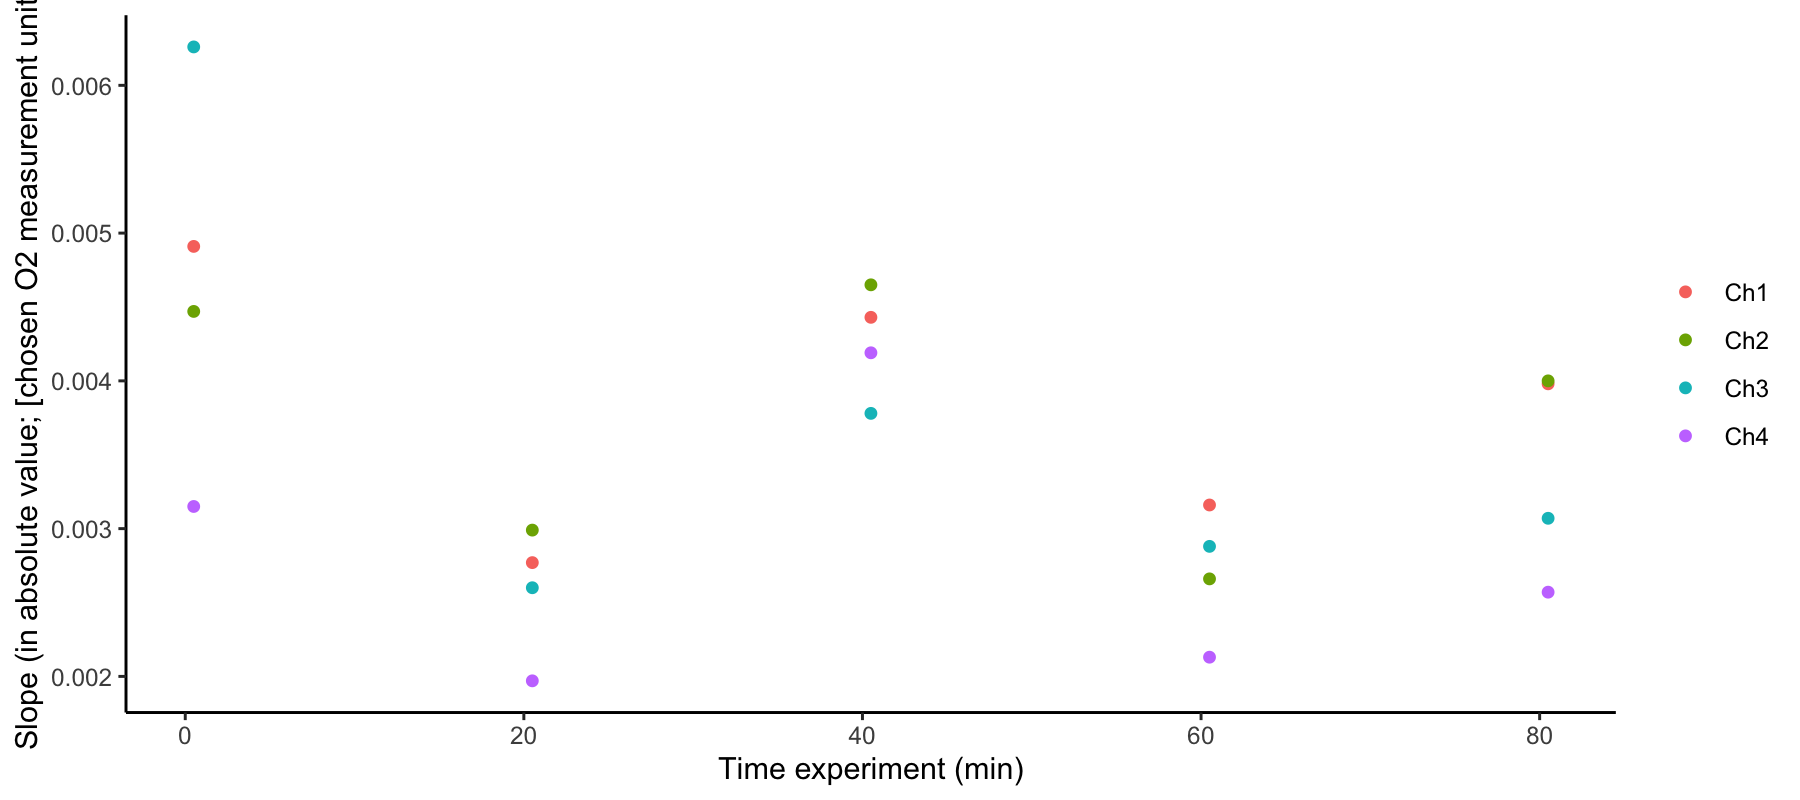 Slope (in absolute value; [chosen O2 measurement unit
0.006
0.005
0.004
0.003
0.002
0
20
40
60
80
Time experiment (min)
Ch1
Ch2
Ch3
Ch4